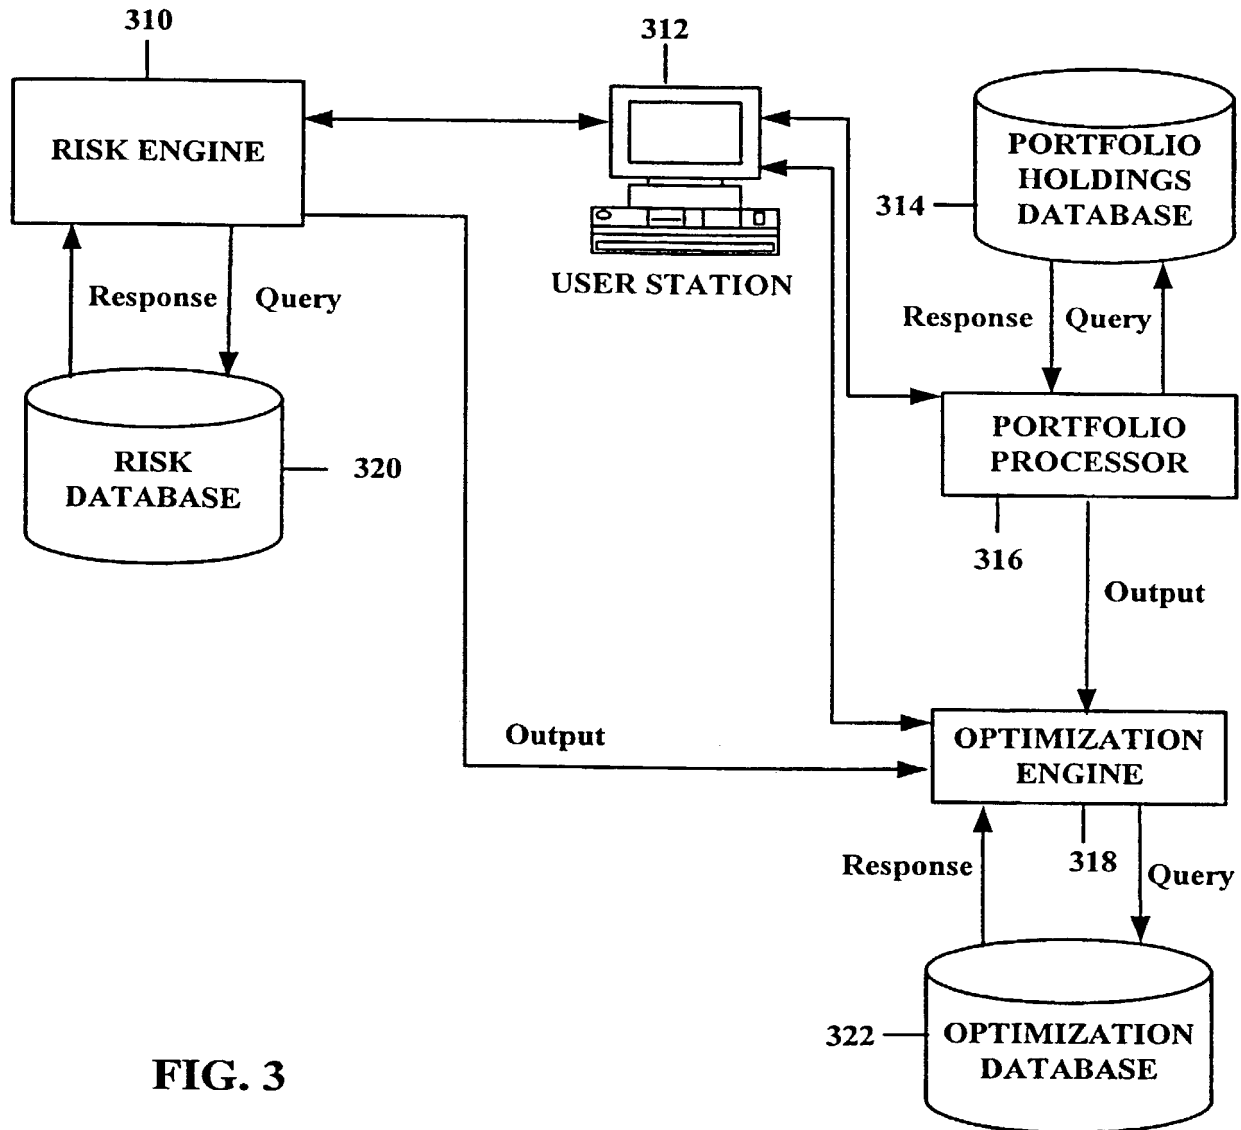 310
312
RISK ENGINE
PORTFOLIO
HOLDINGS
DATABASE
314
USER STATION
Response
Query
Response
Query
PORTFOLIO
PROCESSOR
RISK
DATABASE
320
316
Output
Output
OPTIMIZATION
ENGINE
318
Response
Query
322
OPTIMIZATION
DATABASE
FIG. 3